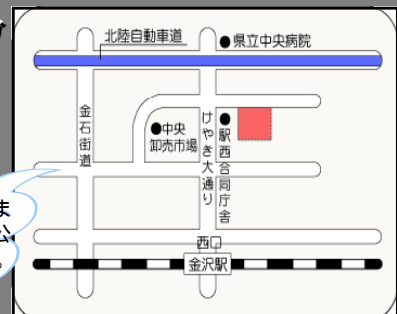 北陸自動車道
●県立中央病院
金石街道
●中央
卸売市場
けやき大通り
●駅西合同庁舎
西口
金沢駅
ま
公
。